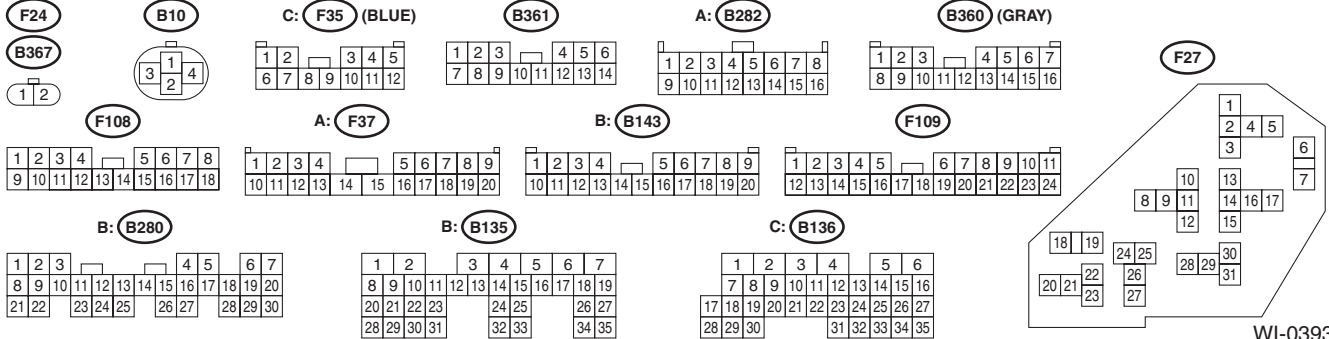 F24
B10
C: F35 (BLUE)
B361
A: B282
B360 (GRAY)
B367
F27
1 2
3 1 4
2
1 2 3 4 5
6 7 8 9 10 11 12
1 2 3 4 5 6
7 8 9 10 11 12 13 14
1 2 3 4 5 6 7 8
9 10 11 12 13 14 15 16
1 2 3 4 5 6 7
8 9 10 11 12 13 14 15 16
F108
A: F37
B: B143
F109
1 2 3 4 5 6 7 8
9 10 11 12 13 14 15 16 17 18
1 2 3 4 5 6 7 8 9
10 11 12 13 14 15 16 17 18 19 20
1 2 3 4 5 6 7 8 9
10 11 12 13 14 15 16 17 18 19 20
1 2 3 4 5 6 7 8 9 10 11
12 13 14 15 16 17 18 19 20 21 22 23 24
B: B280
B: B135
C: B136
1 2 3 4 5 6 7
8 9 10 11 12 13 14 15 16 17 18 19 20
21 22 23 24 25 26 27 28 29 30
1 2 3 4 5 6 7
8 9 10 11 12 13 14 15 16 17 18 19
20 21 22 23 24 25 26 27
28 29 30 31 32 33 34 35
1 2 3 4 5 6
7 8 9 10 11 12 13 14 15 16
17 18 19 20 21 22 23 24 25 26 27
28 29 30 31 32 33 34 35
1
2 4 5
3
6
7
10
8 9 11
12
13
14 16 17
15
18 19
24 25
20 21 22
23
26
27
28 29 30
31
WI-0393